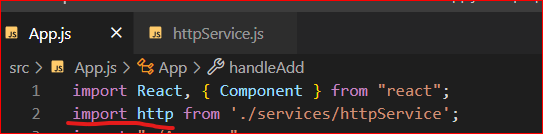 App.js
httpService.js
src > App.js > App > handleAdd
1 import React, { Component } from "react";
2 import http from './services/httpService';